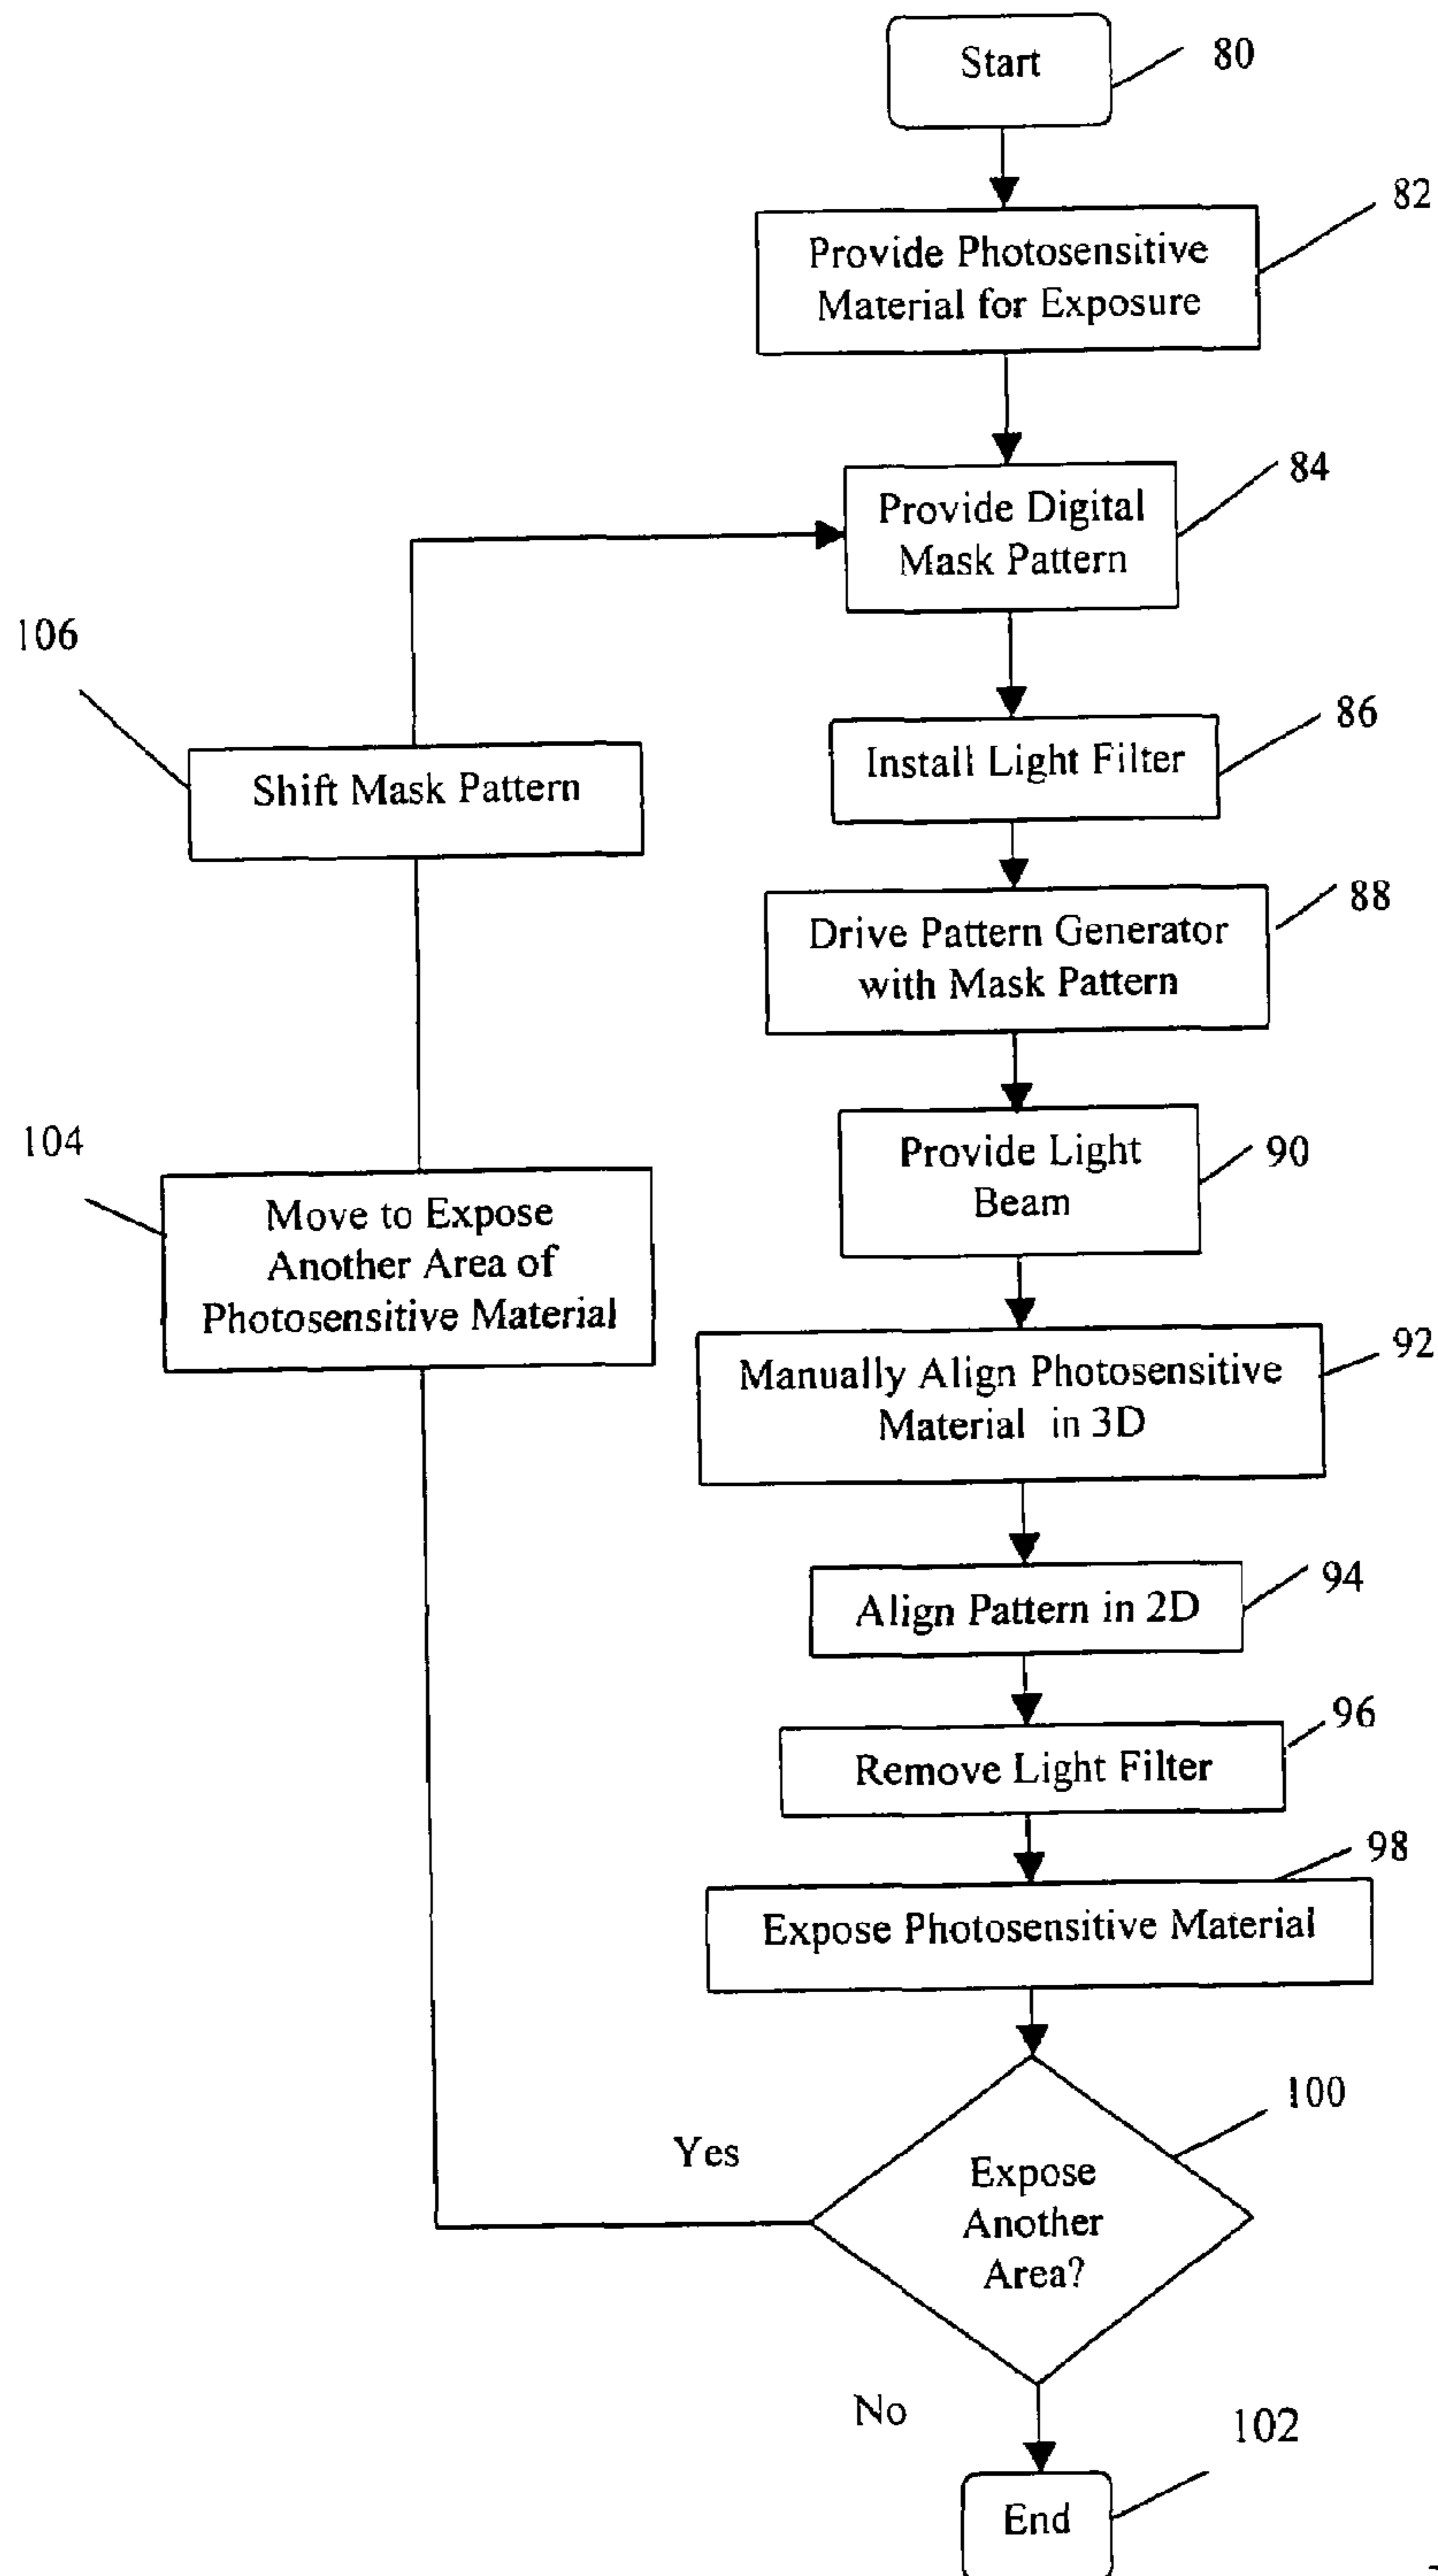 Start
80
Provide Photosensitive
Material for Exposure
82
Provide Digital
Mask Pattern
84
Install Light Filter
86
Drive Pattern Generator
with Mask Pattern
88
Provide Light
Beam
90
Manually Align Photosensitive
Material in 3D
92
Align Pattern in 2D
94
Remove Light Filter
96
Expose Photosensitive Material
98
Expose
Another
Area?
100
Yes
No
End
102
Move to Expose
Another Area of
Photosensitive Material
104
Shift Mask Pattern
106